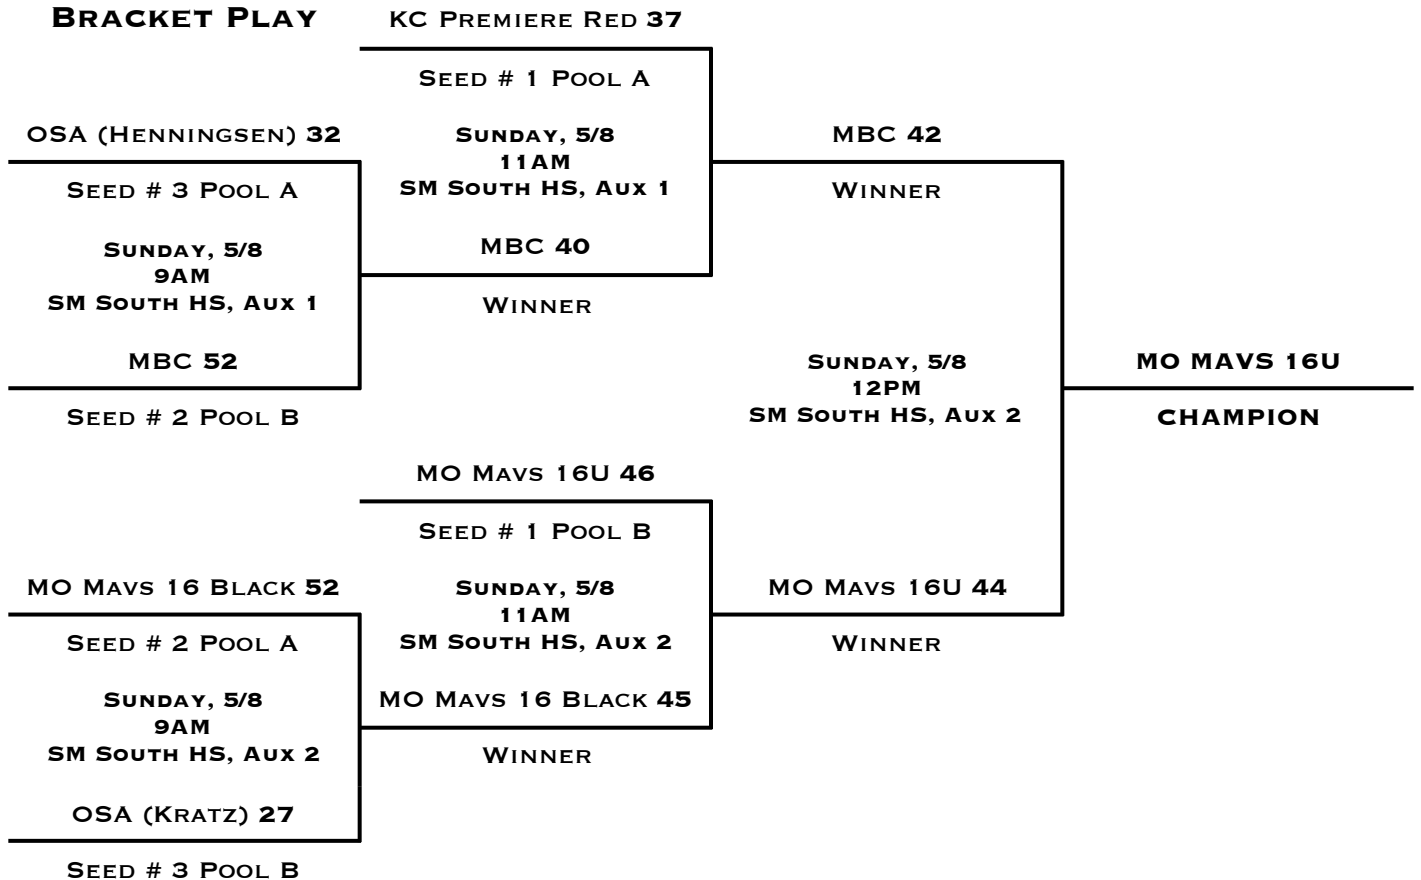 BRACKET PLAY
KC PREMIERE RED 37
SEED # 1 POOL A
SUNDAY, 5/8
11AM
SM SOUTH HS, AUX 1
MBC 40
WINNER
OSA (HENNINGSEN) 32
SEED # 3 POOL A
SUNDAY, 5/8
9AM
SM SOUTH HS, AUX 1
MBC 52
SEED # 2 POOL B
MBC 42
WINNER
SUNDAY, 5/8
12PM
SM SOUTH HS, AUX 2
MO MAVS 16U
CHAMPION
MO MAVS 16U 46
SEED # 1 POOL B
SUNDAY, 5/8
11AM
SM SOUTH HS, AUX 2
MO MAVS 16 BLACK 45
WINNER
MO MAVS 16U 44
WINNER
MO MAVS 16 BLACK 52
SEED # 2 POOL A
SUNDAY, 5/8
9AM
SM SOUTH HS, AUX 2
OSA (KRATZ) 27
SEED # 3 POOL B